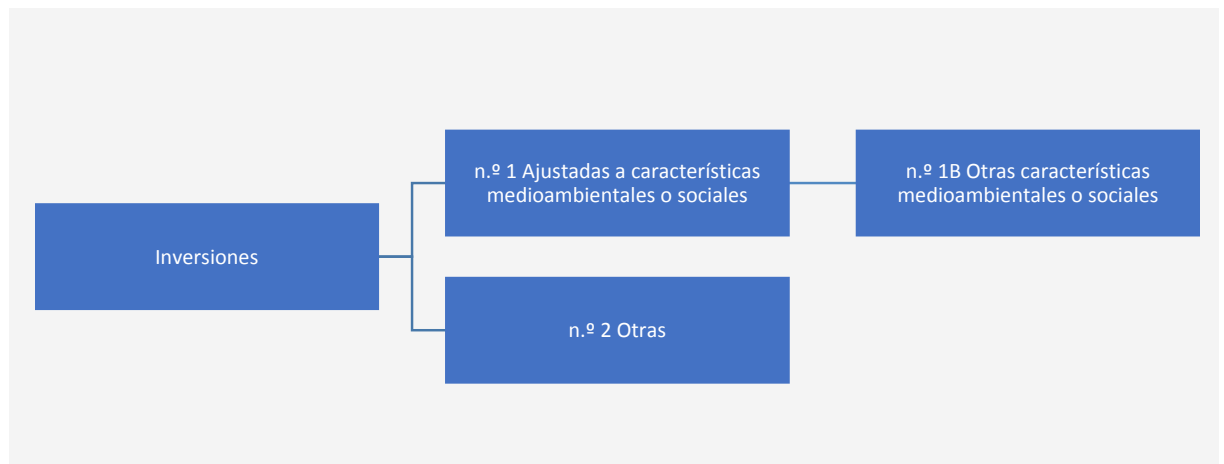 n.º 1 Ajustadas a características
medioambientales o sociales
n.º 1B Otras características
medioambientales o sociales
Inversiones
n.º 2 Otras